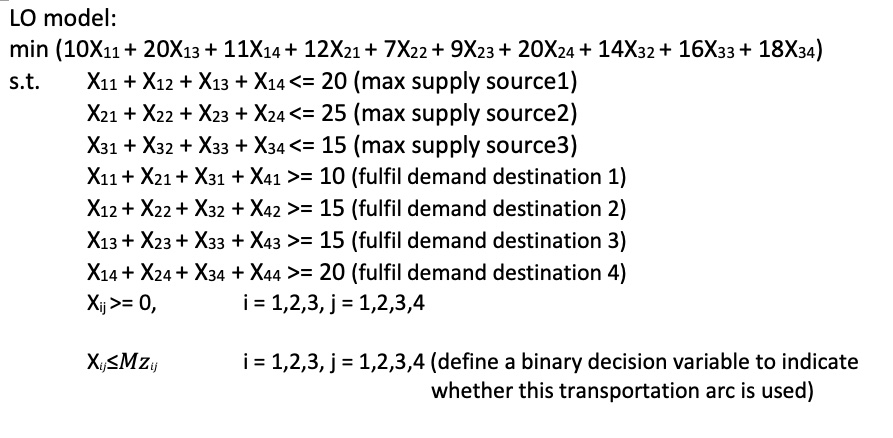 LO model:
min (10X11 + 20X13 + 11X14 + 12X21 + 7X22 + 9X23 + 20X24 + 14X32 + 16X33 + 18X34)
s.t. X11 + X12 + X13 + X14 <= 20 (max supply source1)
X21 + X22 + X23 + X24 <= 25 (max supply source2)
X31 + X32 + X33 + X34 <= 15 (max supply source3)
X11 + X21 + X31 + X41 >= 10 (fulfil demand destination 1)
X12 + X22 + X32 + X42 >= 15 (fulfil demand destination 2)
X13 + X23 + X33 + X43 >= 15 (fulfil demand destination 3)
X14 + X24 + X34 + X44 >= 20 (fulfil demand destination 4)
Xij >= 0, i = 1,2,3, j = 1,2,3,4
Xij≤Mzij i = 1,2,3, j = 1,2,3,4 (define a binary decision variable to indicate
whether this transportation arc is used)